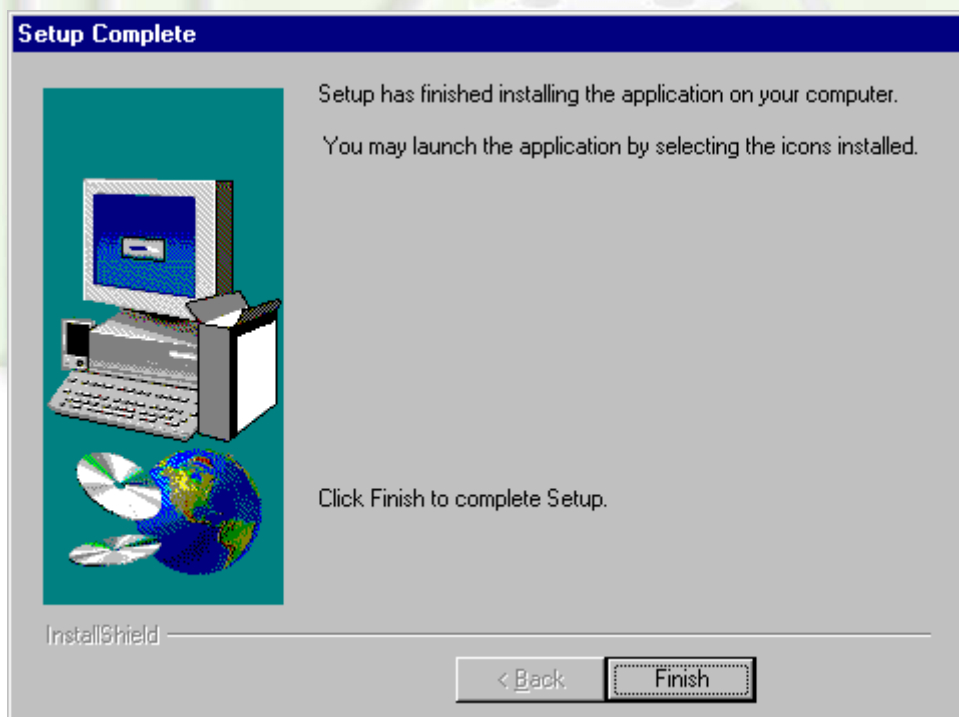 Setup Complete
Setup has finished installing the application on your computer.
You may launch the application by selecting the icons installed.
Click Finish to complete Setup.
InstallShield
< Back
Finish